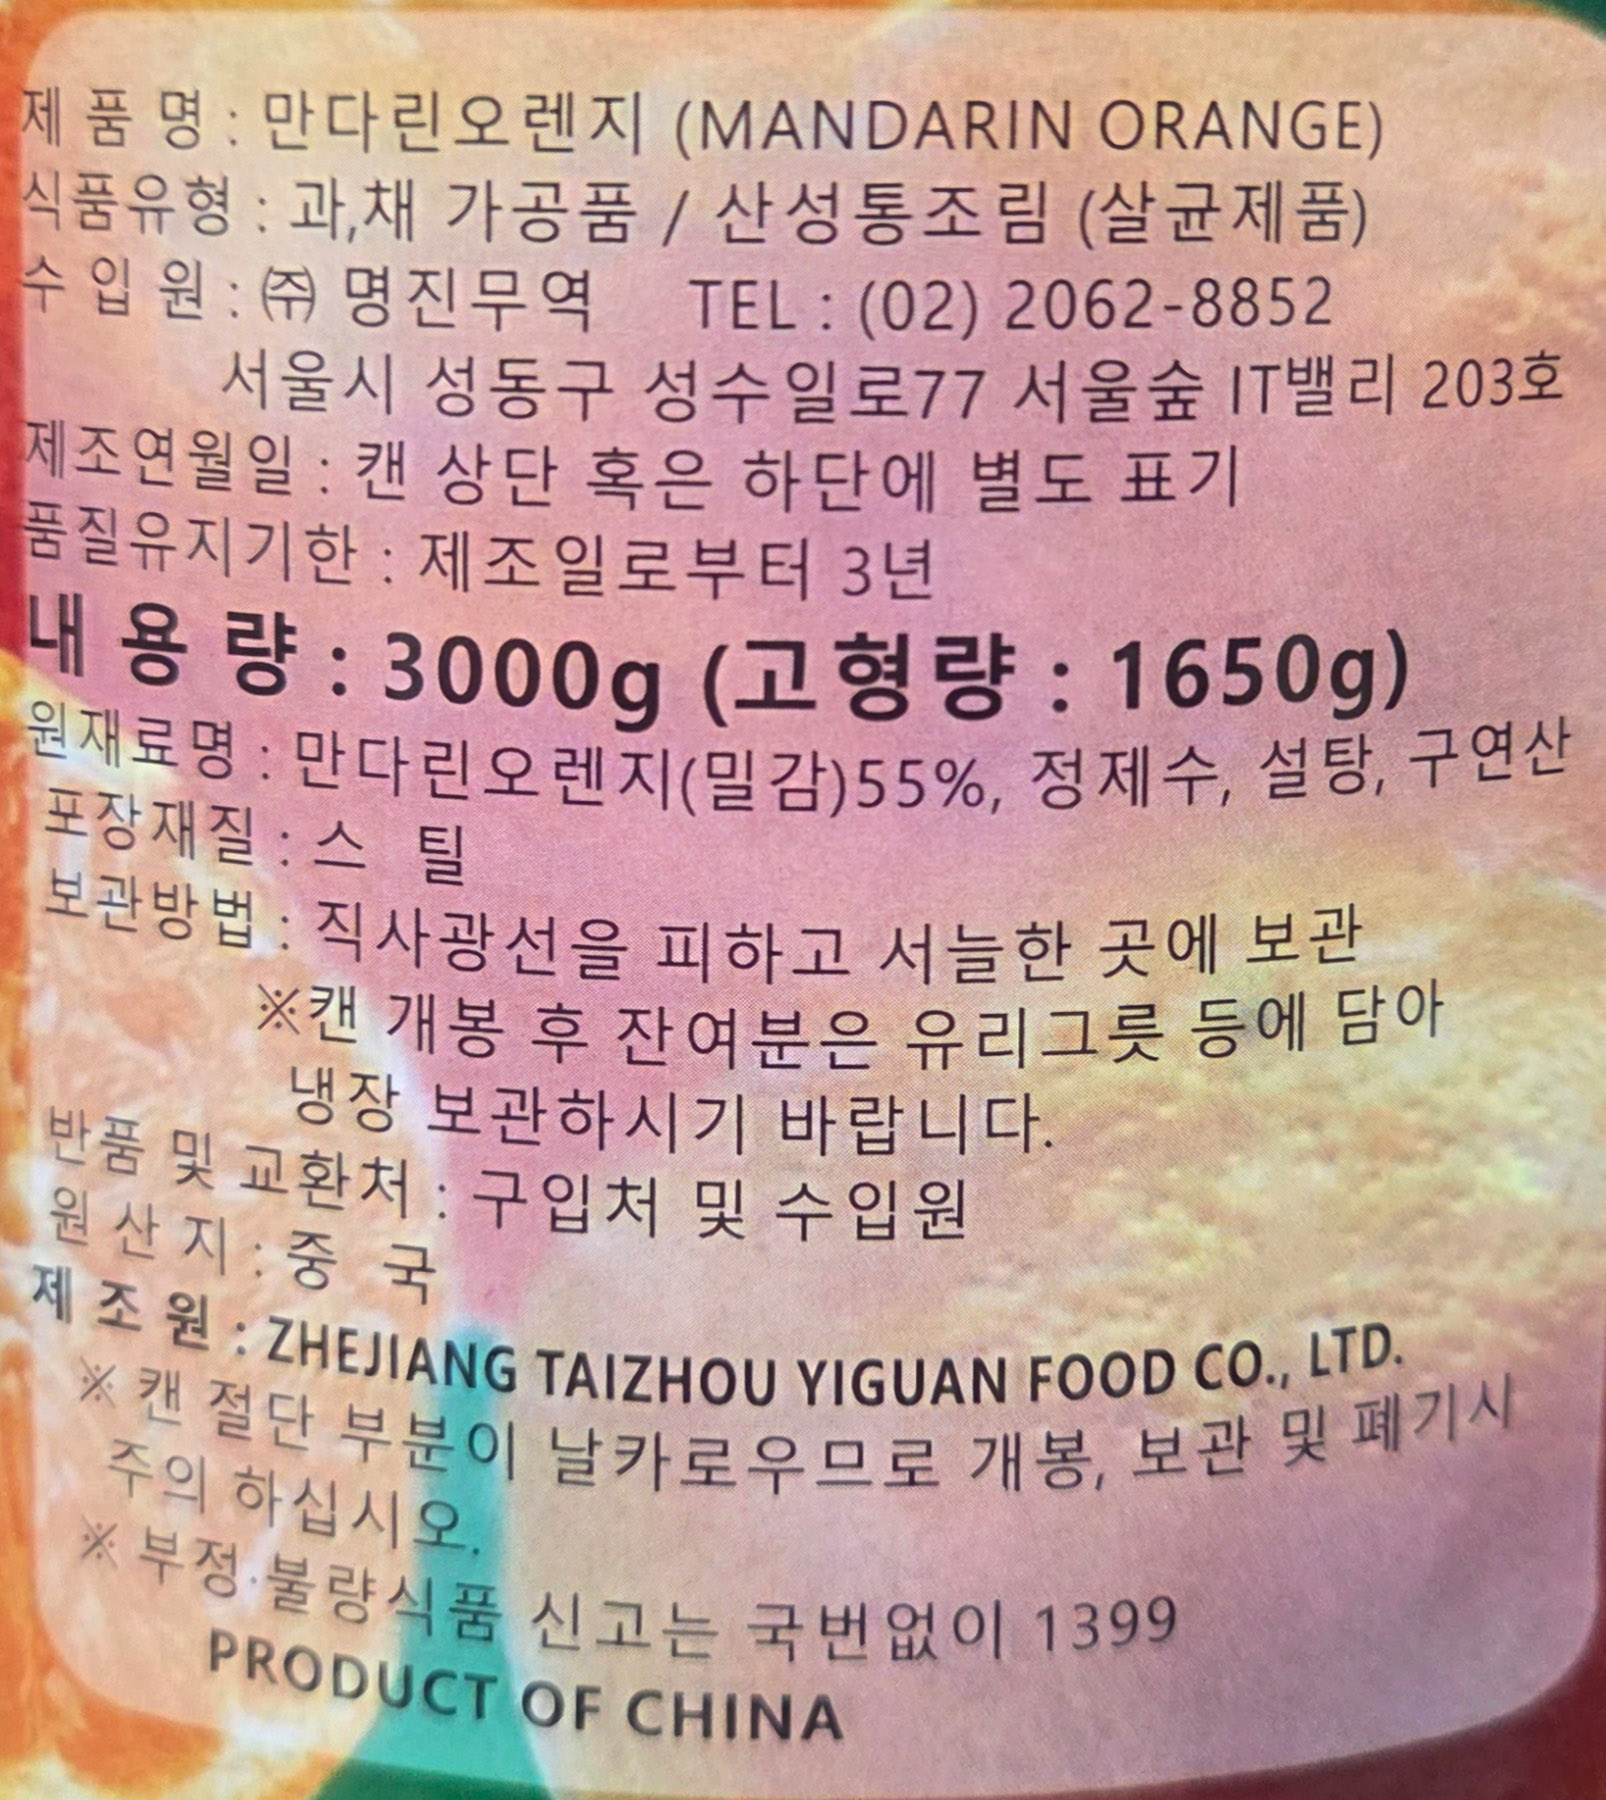 제 품 명 : 만다린오렌지 (MANDARIN ORANGE)
식품유형 : 과,채 가공품 / 산성통조림 (살균제품)
수 입 원 : ㈜ 명진무역 TEL : (02) 2062-8852
서울시 성동구 성수일로77 서울숲 IT밸리 203호
제조연월일 : 캔 상단 혹은 하단에 별도 표기
품질유지기한 : 제조일로부터 3년
내 용 량 : 3000g (고형량 : 1650g)
원재료명 : 만다린오렌지(밀감)55%, 정제수, 설탕, 구연산
포장재질 : 스 틸
보관방법 : 직사광선을 피하고 서늘한 곳에 보관
※캔 개봉 후 잔여분은 유리그릇 등에 담아
냉장 보관하시기 바랍니다.
반품 및 교환처 : 구입처 및 수입원
원 산 지 : 중 국
제 조 원 : ZHEJIANG TAIZHOU YIGUAN FOOD CO., LTD.
※ 캔 절단 부분이 날카로우므로 개봉, 보관 및 폐기시
주의 하십시오.
※ 부정·불량식품 신고는 국번없이 1399
PRODUCT OF CHINA